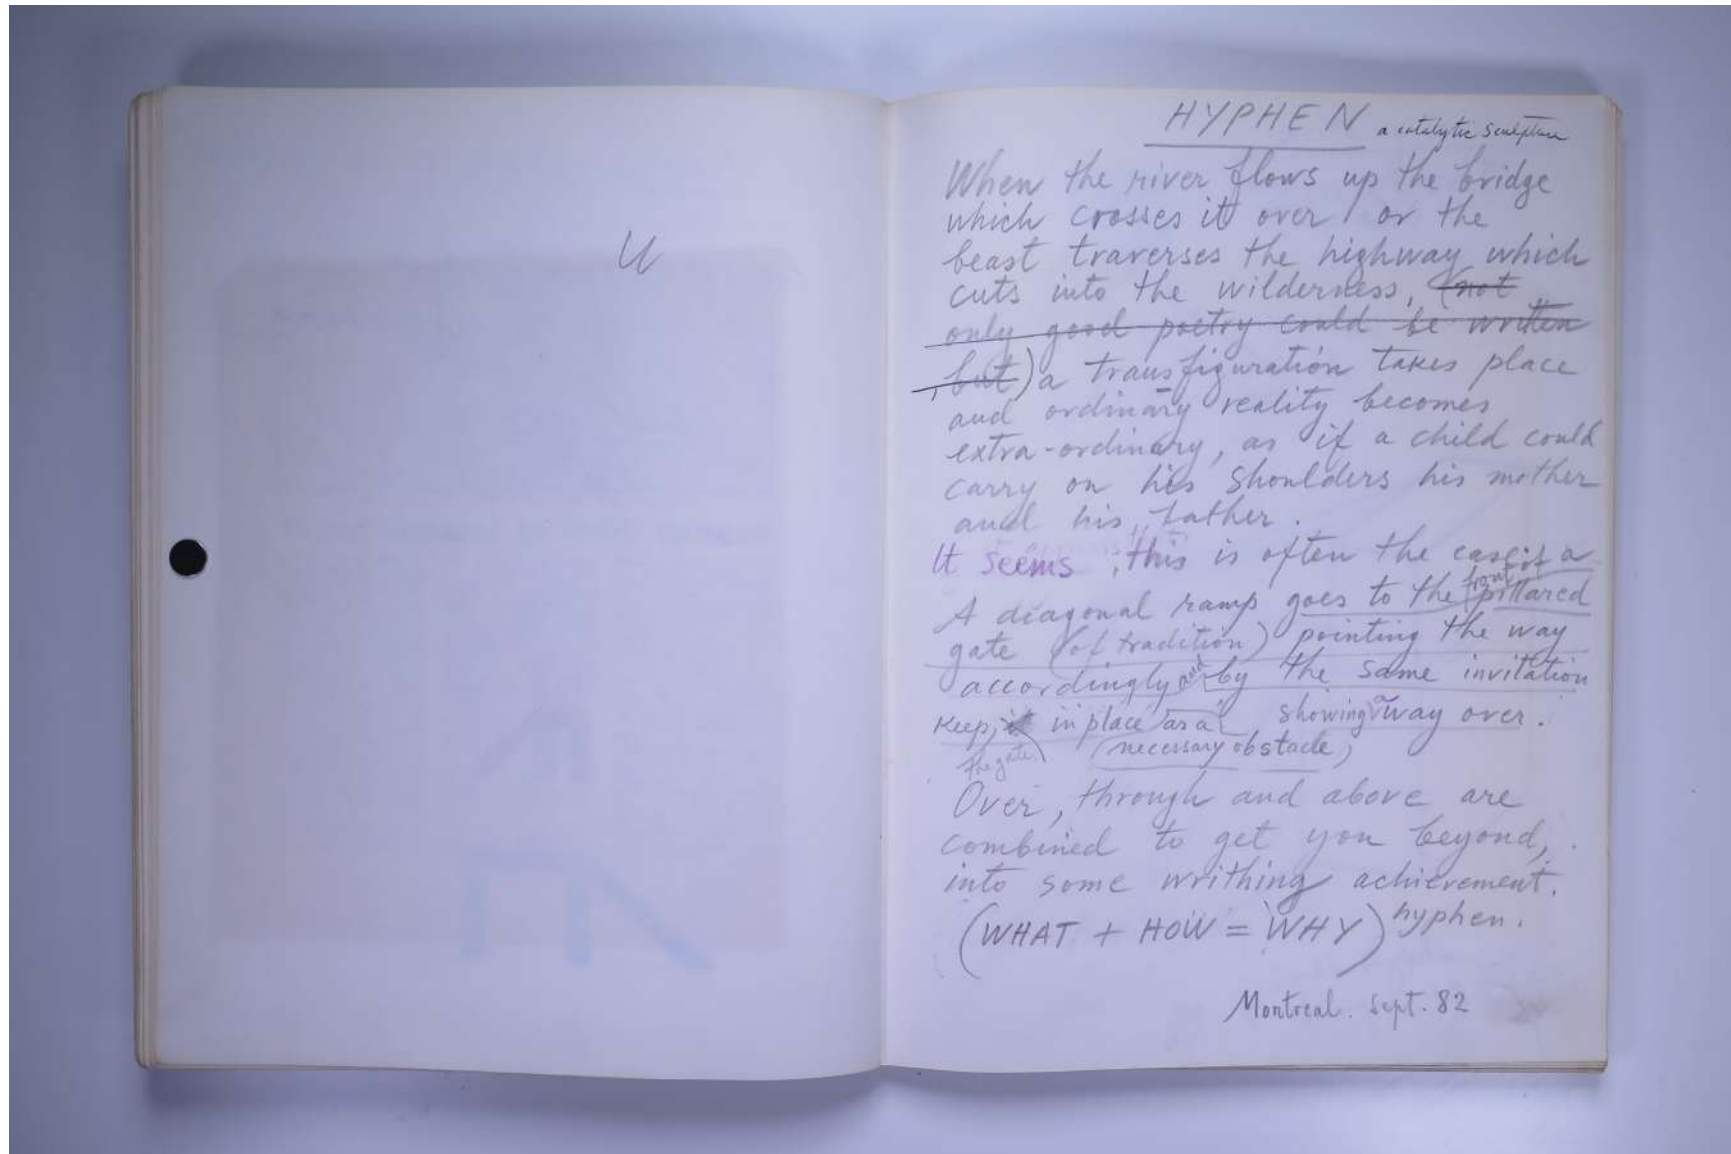 U
HYPHEN a catalytic sculpture
When the river flows up the bridge
which crosses it over or the
beast traverses the highway which
cuts into the wilderness, (not
only good poetry could be written
, but) a transfiguration takes place
and ordinary reality becomes
extra-ordinary, as if a child could
carry on his shoulders his mother
and his father.
It seems, this is often the case if a
front
A diagonal ramp goes to the pillared
gate (of tradition) pointing the way
accordingly and by the same invitation
keep, it in place as a showing way over.
the gate necessary obstacle,
Over, through and above are
combined to get you beyond,
into some writhing achievement.
(WHAT + HOW = WHY) hyphen.
Montreal. Sept. 82